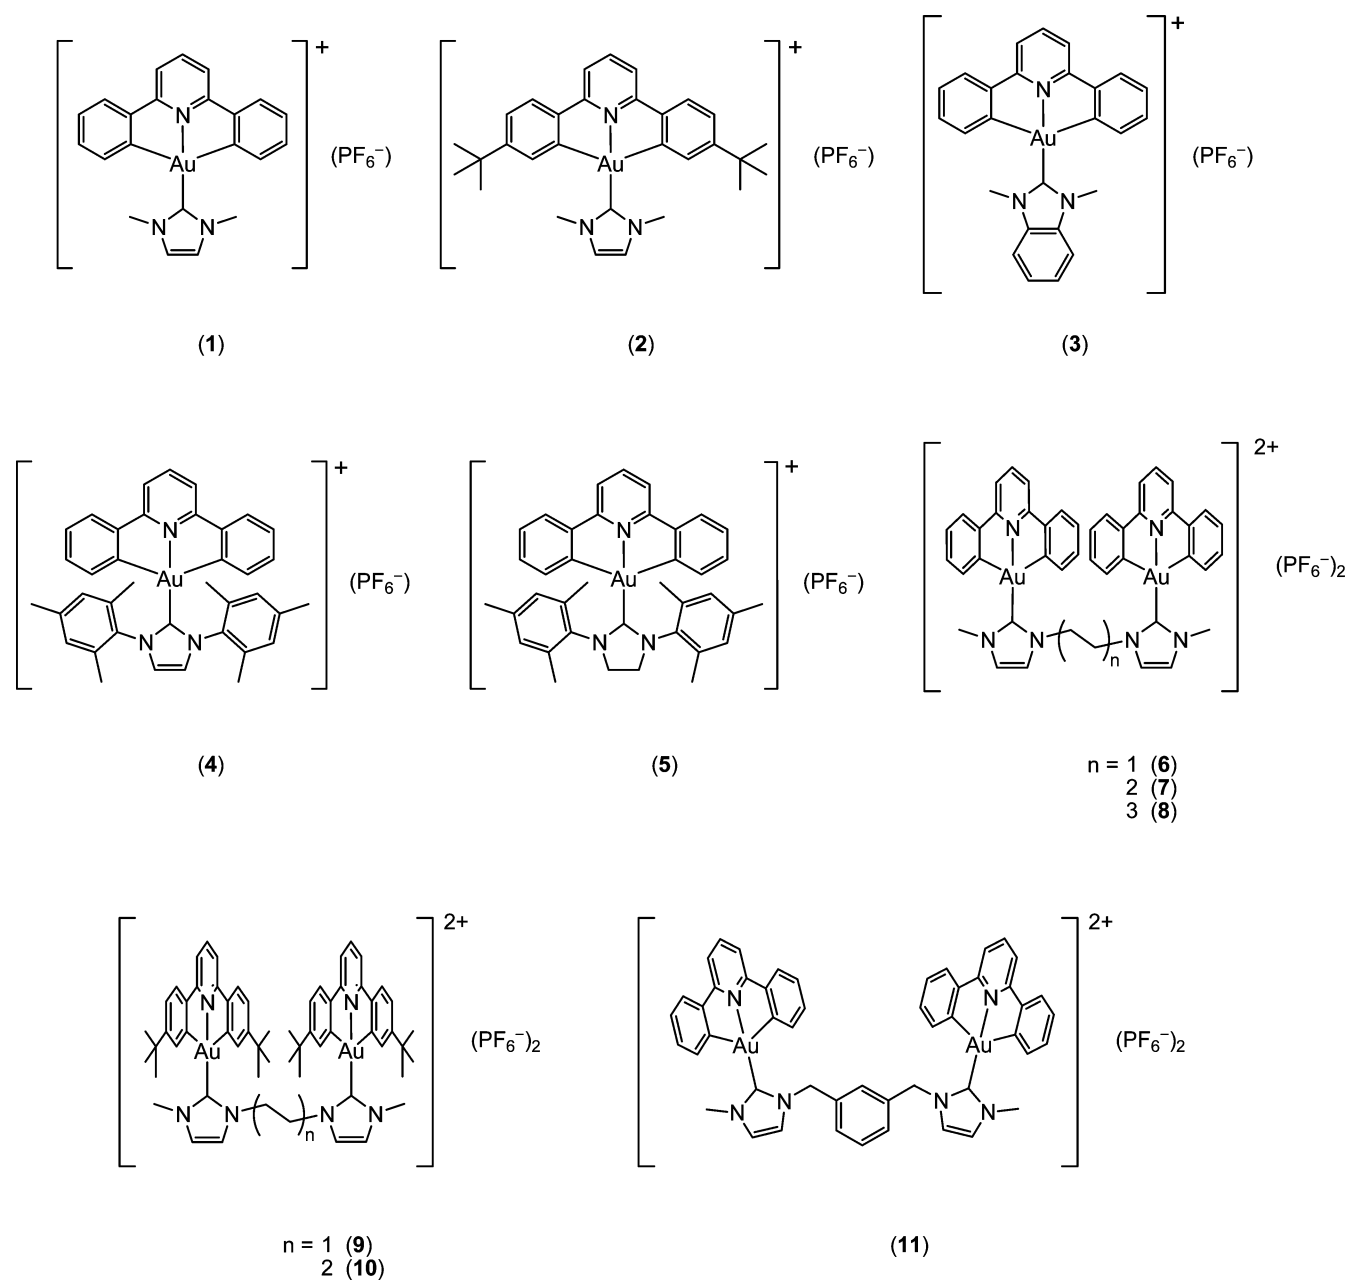 + + +
N N N
Au (PF₆⁻) Au (PF₆⁻) Au (PF₆⁻)
N N N N N N
(1) (2) (3)
+ + 2+
N N N N
Au (PF₆⁻) Au (PF₆⁻) Au Au (PF₆⁻)₂
N N N N N N ( )n N N
(4) (5) n = 1 (6)
2 (7)
3 (8)
2+ 2+
N N N N
Au Au (PF₆⁻)₂ Au Au (PF₆⁻)₂
N N ( )n N N N N N N
n = 1 (9) (11)
2 (10)